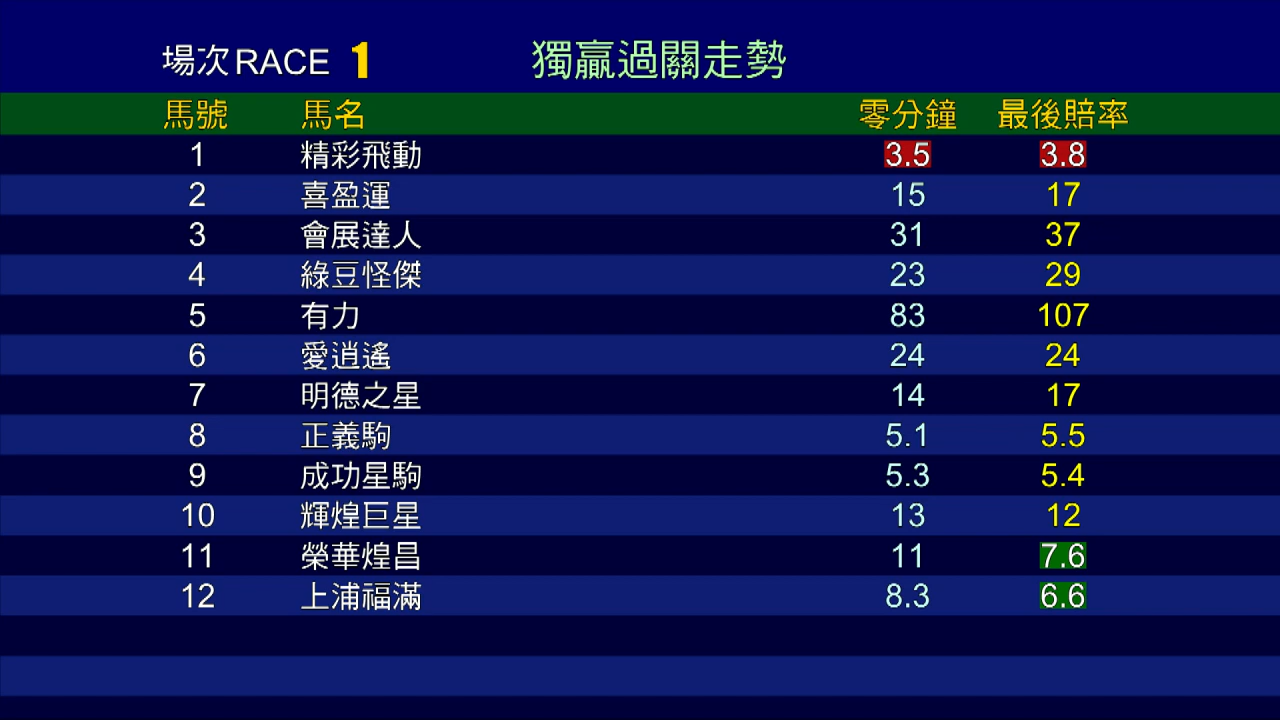 場次RACE 1 獨贏過關走勢
馬號 馬名 零分鐘 最後賠率
1 精彩飛動 3.5 3.8
2 喜盈運 15 17
3 會展達人 31 37
4 綠豆怪傑 23 29
5 有力 83 107
6 愛逍遙 24 24
7 明德之星 14 17
8 正義駒 5.1 5.5
9 成功星駒 5.3 5.4
10 輝煌巨星 13 12
11 榮華煌昌 11 7.6
12 上浦福滿 8.3 6.6